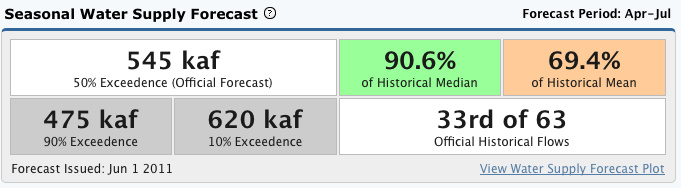 Seasonal Water Supply Forecast ?
Forecast Period: Apr-Jul
545 kaf
50% Exceedence (Official Forecast)
90.6%
of Historical Median
69.4%
of Historical Mean
475 kaf
90% Exceedence
620 kaf
10% Exceedence
33rd of 63
Official Historical Flows
Forecast Issued: Jun 1 2011
View Water Supply Forecast Plot